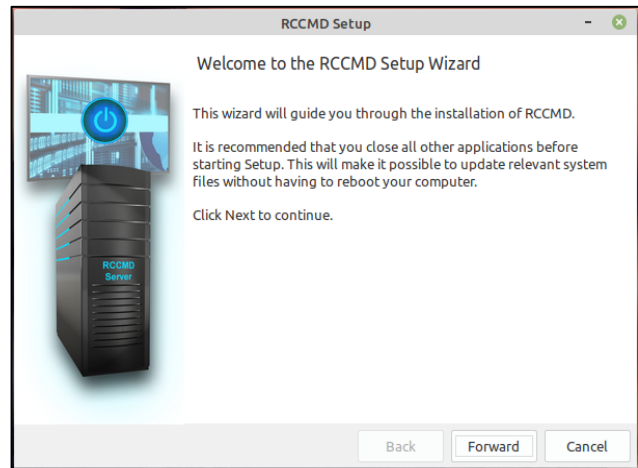 RCCMD Setup
Welcome to the RCCMD Setup Wizard
This wizard will guide you through the installation of RCCMD.
It is recommended that you close all other applications before
starting Setup. This will make it possible to update relevant system
files without having to reboot your computer.
Click Next to continue.
RCCMD
Server
Back
Forward
Cancel